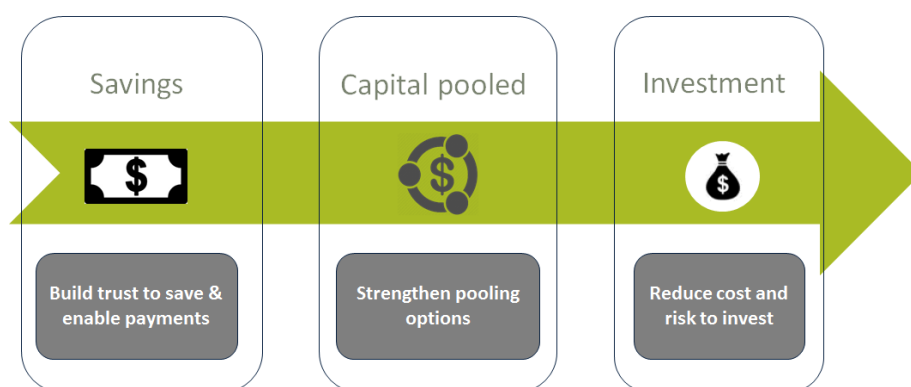 Savings
Capital pooled
Investment
$
$
$
Build trust to save &
enable payments
Strengthen pooling
options
Reduce cost and
risk to invest